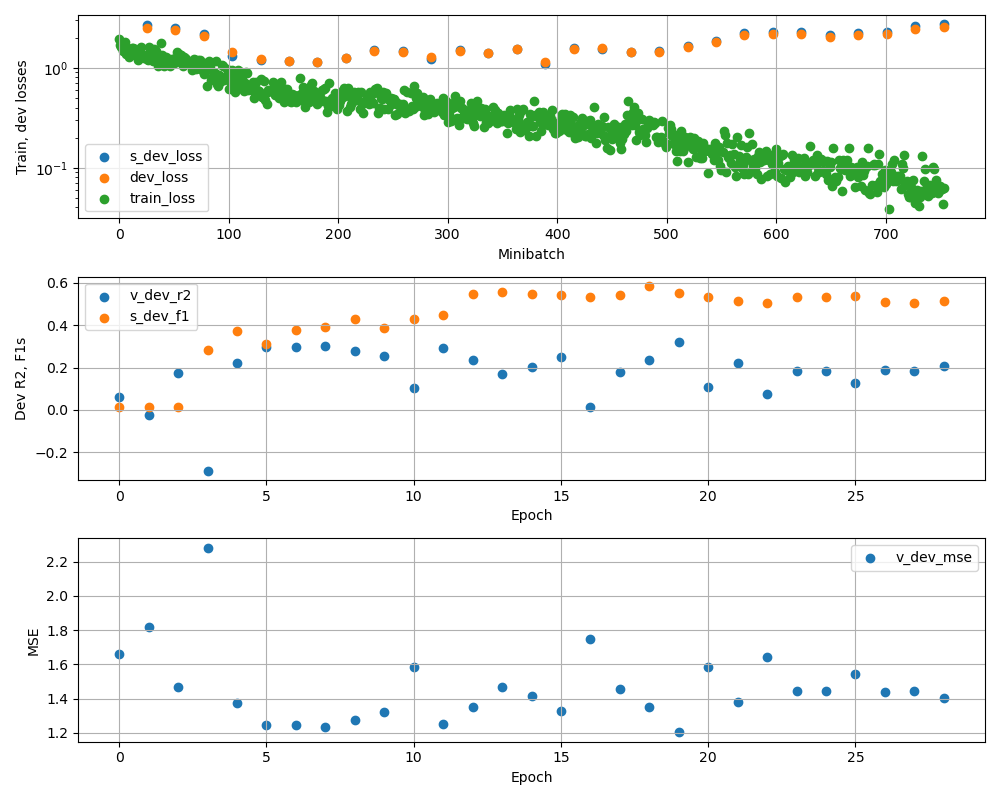 Train, dev losses
10⁰
10⁻¹
s_dev_loss
dev_loss
train_loss
0 100 200 300 400 500 600 700
Minibatch
Dev R2, F1s
0.6
0.4
0.2
0.0
−0.2
v_dev_r2
s_dev_f1
0 5 10 15 20 25
Epoch
MSE
2.2
2.0
1.8
1.6
1.4
1.2
v_dev_mse
0 5 10 15 20 25
Epoch